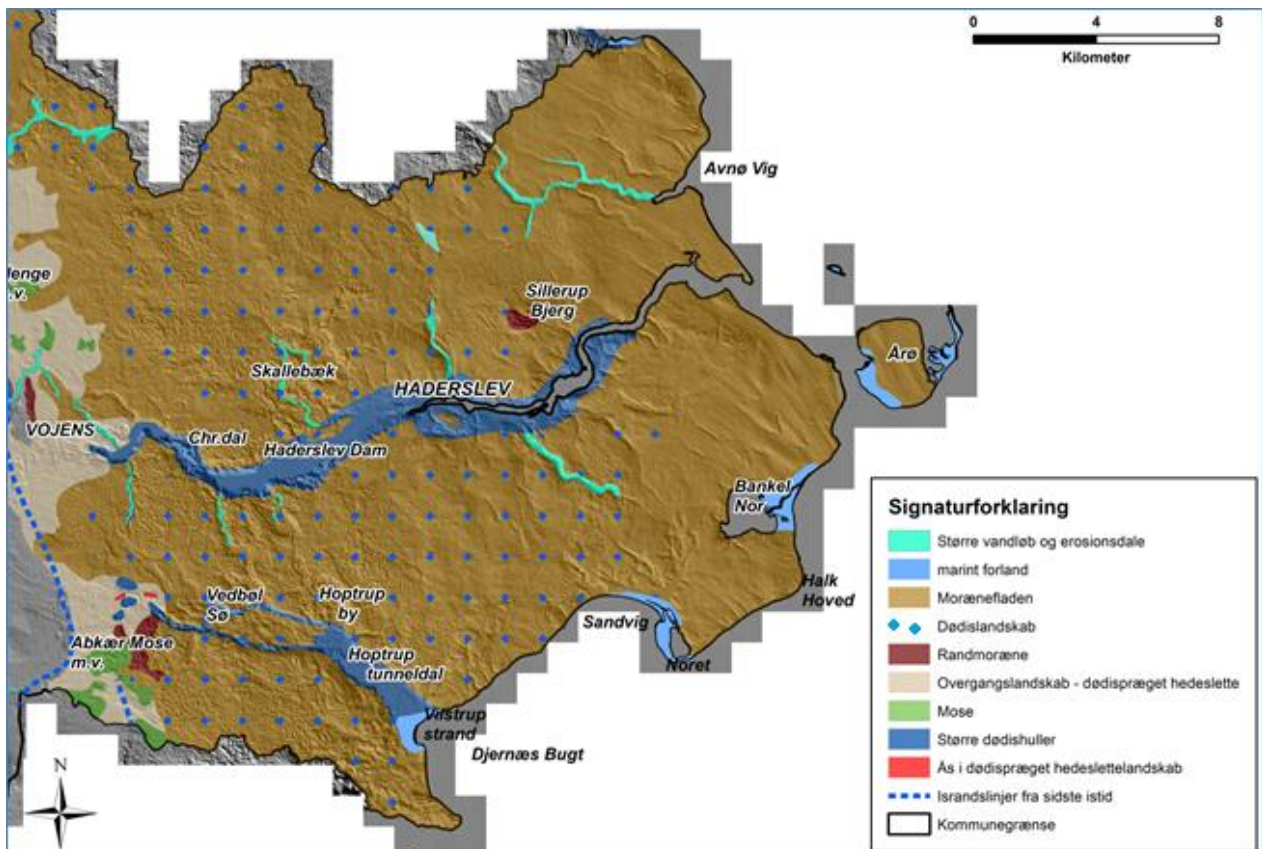 0 4 8
Kilometer
Avnø Vig
Sillerup
Bjerg
Årø
Skallebæk
HADERSLEV
VOJENS
Chr.dal
Haderslev Dam
Bankel
Nor
Halk
Hoved
Vedbøl
Sø
Hoptrup
by
Sandvig
Noret
Abkær Mose
m.v.
Hoptrup
tunneldal
Vilstrup
strand
Djernæs Bugt
N
Signaturforklaring
Større vandløb og erosionsdale
marint forland
Morænefladen
Dødislandskab
Randmoræne
Overgangslandskab - dødispræget hedeslette
Mose
Større dødishuller
Ås i dødispræget hedeslettelandskab
Israndslinjer fra sidste istid
Kommunegrænse